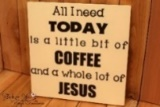 All I need
TODAY
is a little bit of
COFFEE
and a whole lot of
JESUS